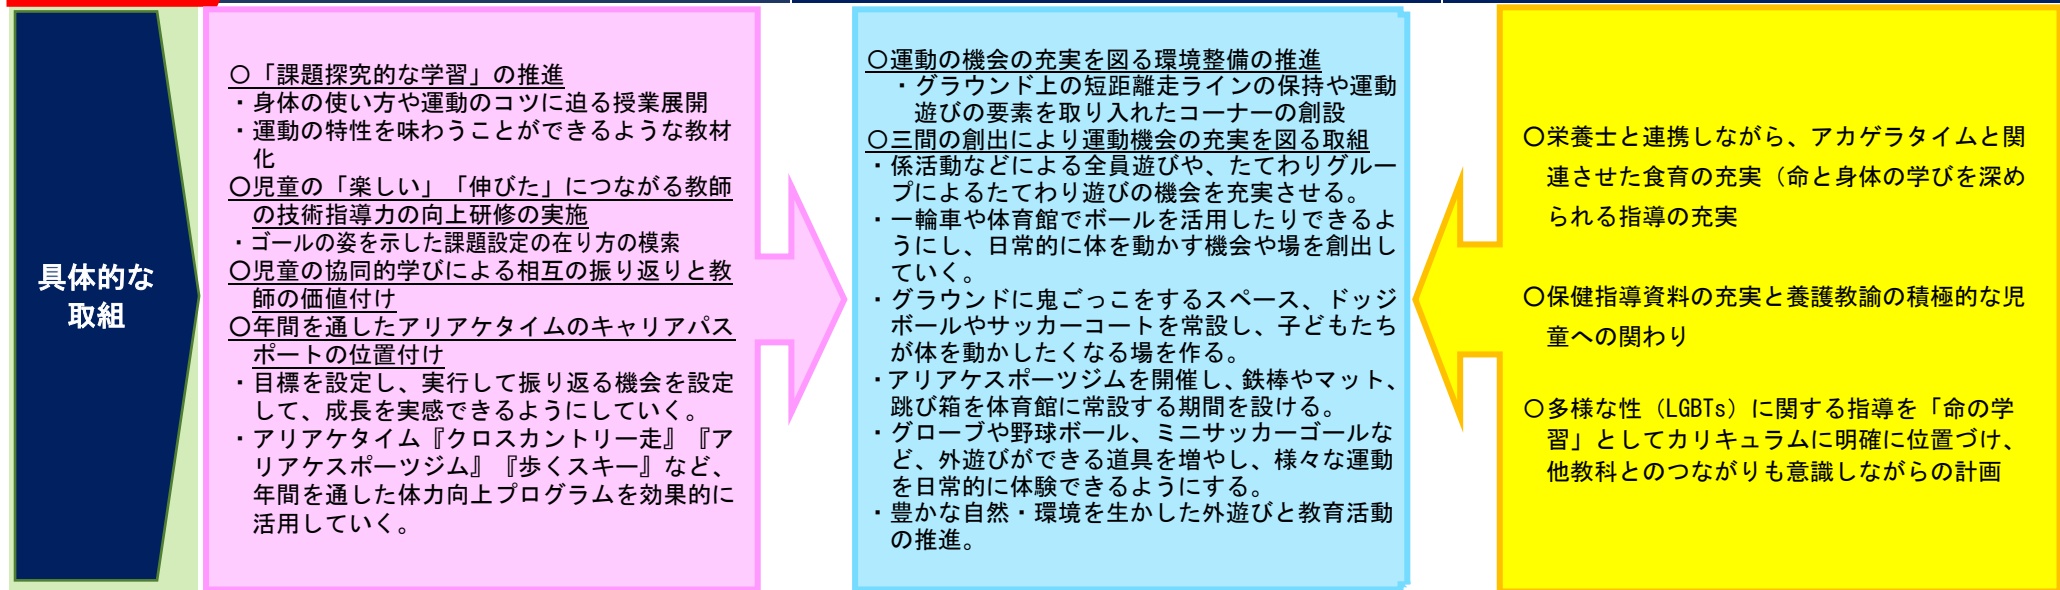 具体的な
取組
〇「課題探究的な学習」の推進
・身体の使い方や運動のコツに迫る授業展開
・運動の特性を味わうことができるような教材
化
〇児童の「楽しい」「伸びた」につながる教師
の技術指導力の向上研修の実施
・ゴールの姿を示した課題設定の在り方の模索
〇児童の協同的学びによる相互の振り返りと教
師の価値付け
〇年間を通したアリアケタイムのキャリアパス
ポートの位置付け
・目標を設定し、実行して振り返る機会を設定
して、成長を実感できるようにしていく。
・アリアケタイム『クロスカントリー走』『ア
リアケスポーツジム』『歩くスキー』など、
年間を通した体力向上プログラムを効果的に
活用していく。
〇運動の機会の充実を図る環境整備の推進
・グラウンド上の短距離走ラインの保持や運動
遊びの要素を取り入れたコーナーの創設
〇三間の創出により運動機会の充実を図る取組
・係活動などによる全員遊びや、たてわりグルー
プによるたてわり遊びの機会を充実させる。
・一輪車や体育館でボールを活用したりできるよ
うにし、日常的に体を動かす機会や場を創出し
ていく。
・グラウンドに鬼ごっこをするスペース、ドッジ
ボールやサッカーコートを常設し、子どもたち
が体を動かしたくなる場を作る。
・アリアケスポーツジムを開催し、鉄棒やマット、
跳び箱を体育館に常設する期間を設ける。
・グローブや野球ボール、ミニサッカーゴールな
ど、外遊びができる道具を増やし、様々な運動
を日常的に体験できるようにする。
・豊かな自然・環境を生かした外遊びと教育活動
の推進。
〇栄養士と連携しながら、アカゲラタイムと関
連させた食育の充実（命と身体の学びを深め
られる指導の充実
〇保健指導資料の充実と養護教諭の積極的な児
童への関わり
〇多様な性（LGBTs）に関する指導を「命の学
習」としてカリキュラムに明確に位置づけ、
他教科とのつながりも意識しながらの計画